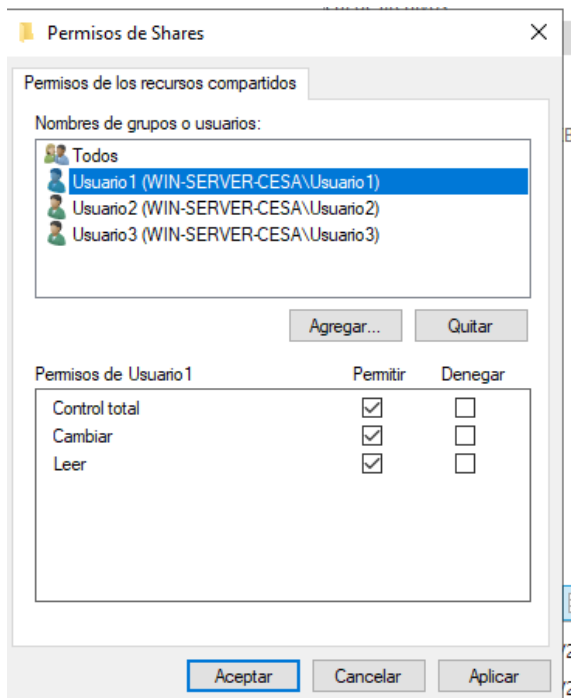 Permisos de Shares
Permisos de los recursos compartidos
Nombres de grupos o usuarios:
Todos
Usuario1 (WIN-SERVER-CESA\Usuario1)
Usuario2 (WIN-SERVER-CESA\Usuario2)
Usuario3 (WIN-SERVER-CESA\Usuario3)
Agregar... Quitar
Permisos de Usuario1 Permitir Denegar
Control total
Cambiar
Leer
Aceptar Cancelar Aplicar